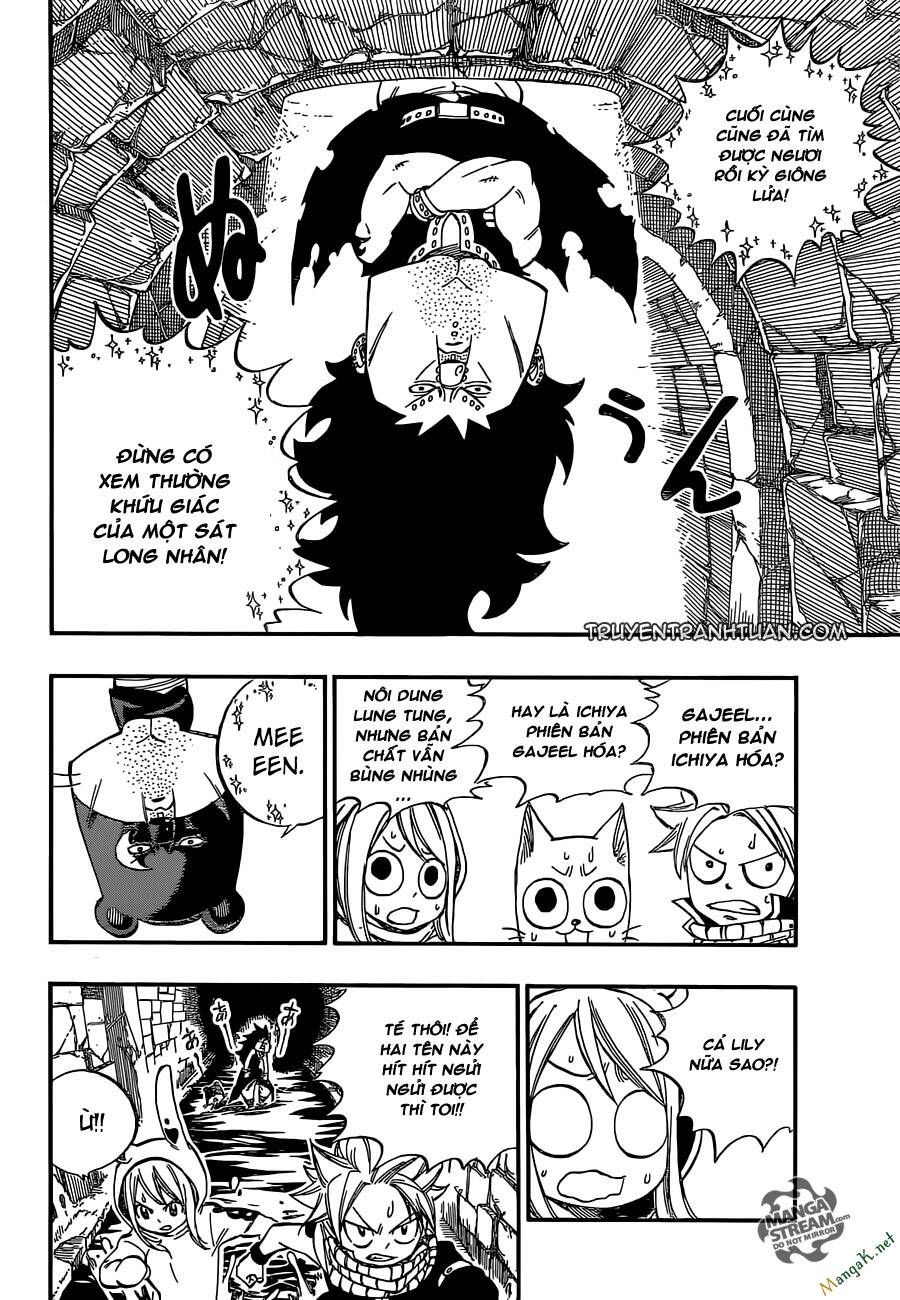 CUỐI CÙNG
CŨNG ĐÃ TÌM
ĐƯỢC NGƯƠI
RỒI KỲ GIÔNG
LỬA!
ぬ
うん
ĐỪNG CÓ
XEM THƯỜNG
KHỨU GIÁC
CỦA MỘT SÁT
LONG NHÂN!
TRUYENTRANHTUAN.COM
GAJEEL...
PHIÊN BẢN
ICHIYA HÓA?
HAY LÀ ICHIYA
PHIÊN BẢN
GAJEEL HÓA?
NỘI DUNG
LUNG TUNG,
NHƯNG BẢN
CHẤT VẪN
BÙNG NHÙNG
...
MEE
EEN.
CẢ LILY
NỮA SAO?!
TÉ THÔI! ĐỂ
HAI TÊN NÀY
HÍT HÍT NGỬI
NGỬI ĐƯỢC
THÌ TOI!!
Ừ!!
MANGA
STREAM.com
DO NOT MIRROR!
MangaK.net